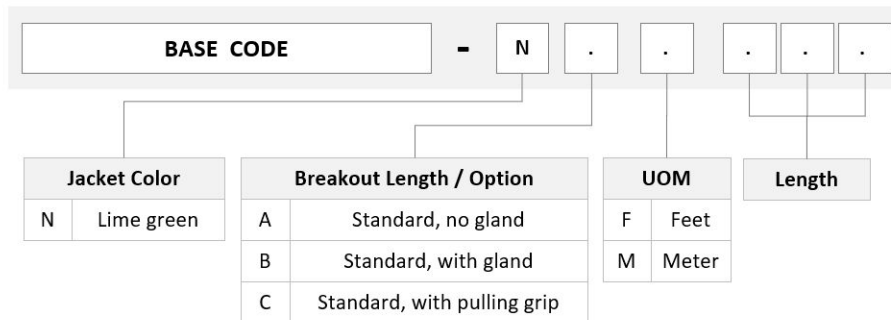 BASE CODE - N . . . . .
Jacket Color
N Lime green
Breakout Length / Option
A Standard, no gland
B Standard, with gland
C Standard, with pulling grip
UOM
F Feet
M Meter
Length